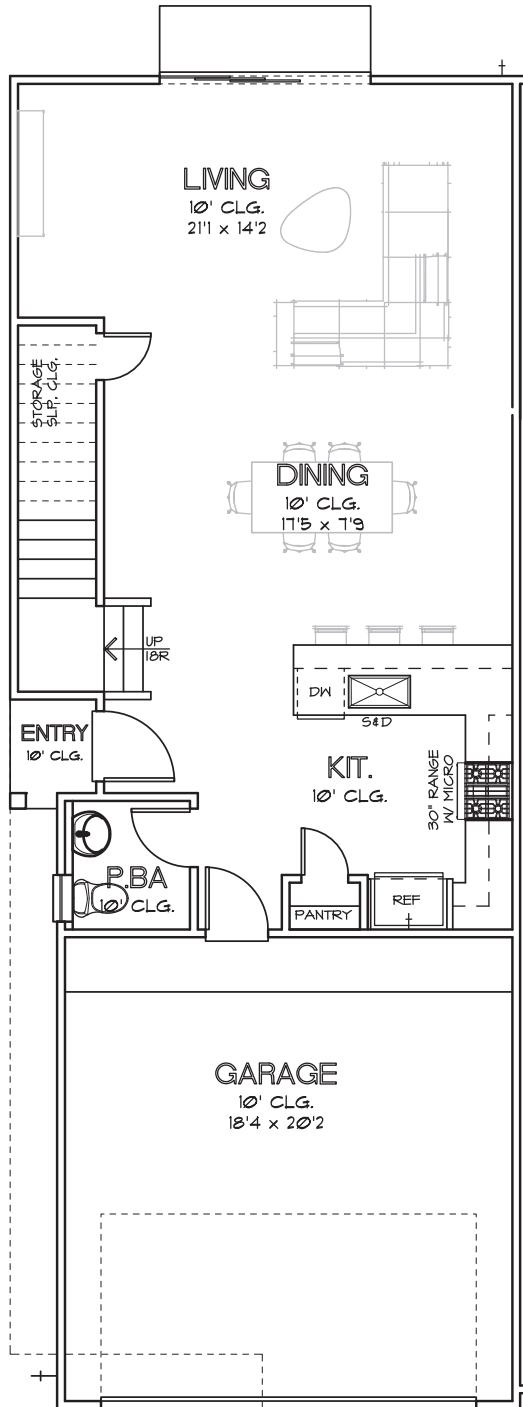 LIVING
10' CLG.
21'1 x 14'2
STORAGE
SLP. CLG.
DINING
10' CLG.
17'5 x 7'9
UP
18R
DW
S&D
ENTRY
10' CLG.
KIT.
10' CLG.
30" RANGE
W/ MICRO
P.BA
10' CLG.
PANTRY
REF
GARAGE
10' CLG.
18'4 x 20'2